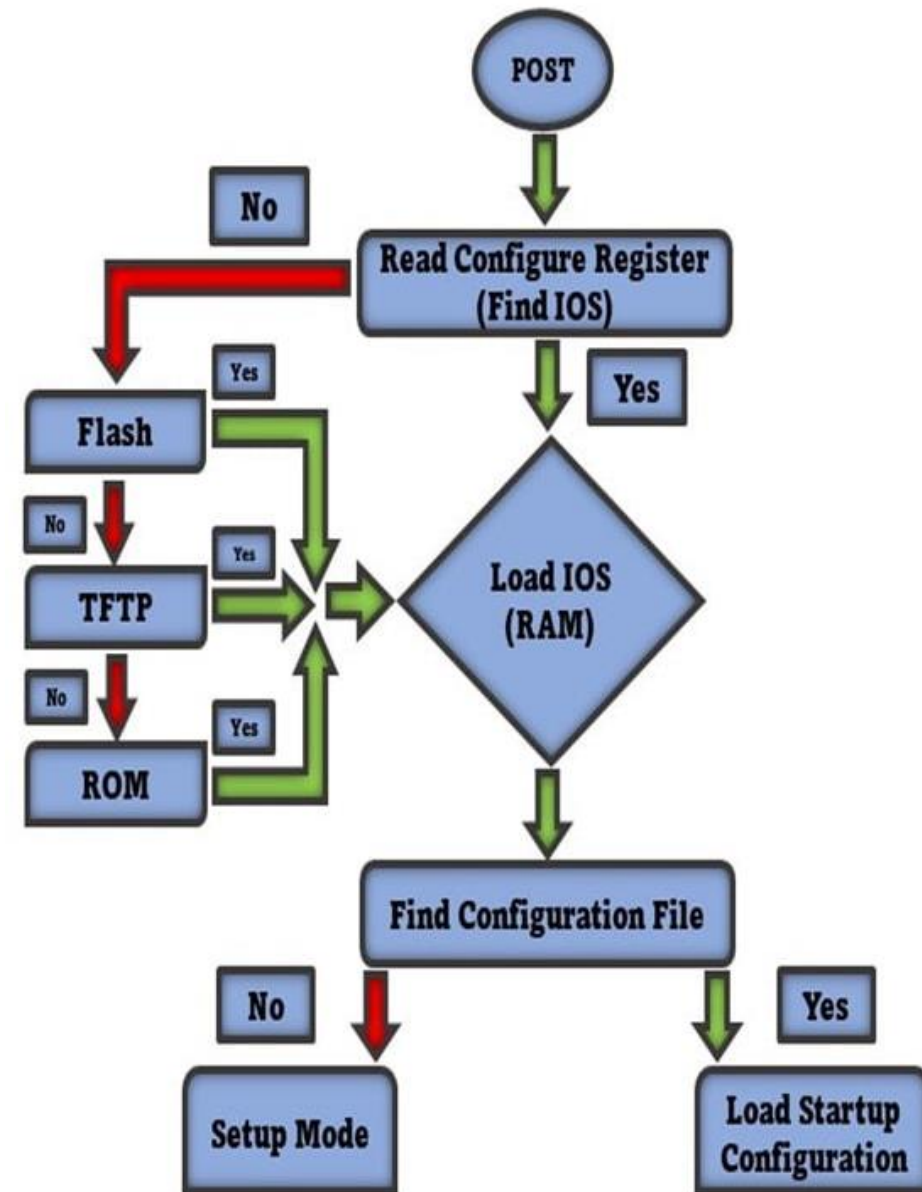 POST
No
Read Configure Register
(Find IOS)
Yes
Yes
Flash
No
Yes
TFTP
Load IOS
(RAM)
No
Yes
ROM
Find Configuration File
No
Yes
Setup Mode
Load Startup
Configuration